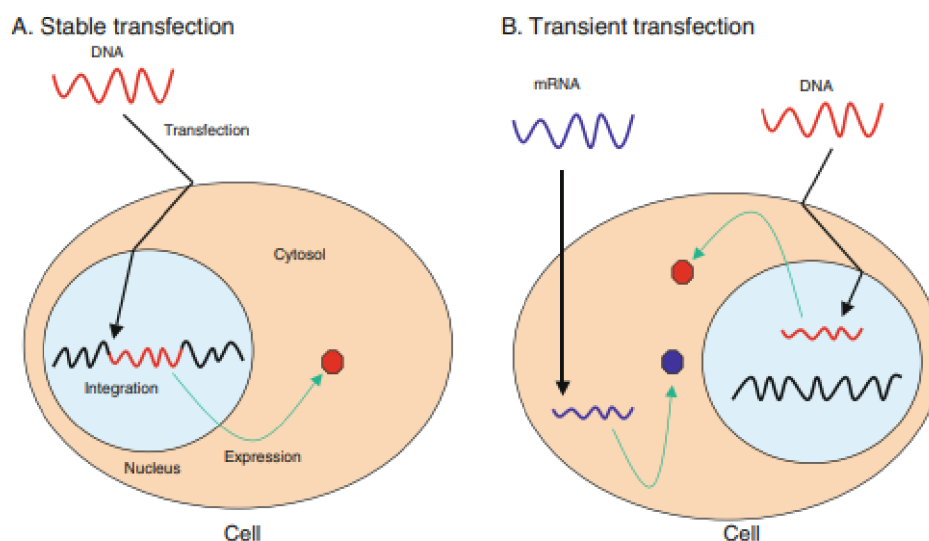 A. Stable transfection
DNA
Transfection
Cytosol
Integration
Nucleus
Expression
Cell
B. Transient transfection
mRNA
DNA
Cell